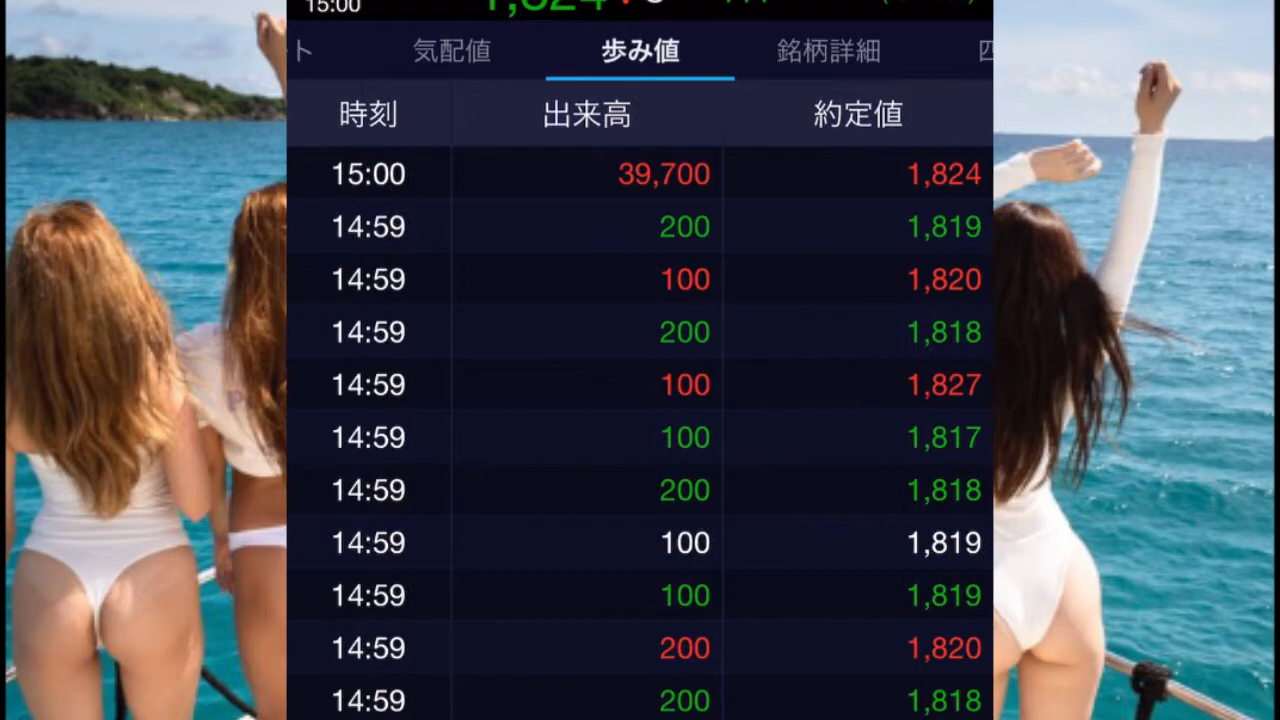 15:00 1,824
気配値 歩み値 銘柄詳細
時刻 出来高 約定値
15:00 39,700 1,824
14:59 200 1,819
14:59 100 1,820
14:59 200 1,818
14:59 100 1,827
14:59 100 1,817
14:59 200 1,818
14:59 100 1,819
14:59 100 1,819
14:59 200 1,820
14:59 200 1,818